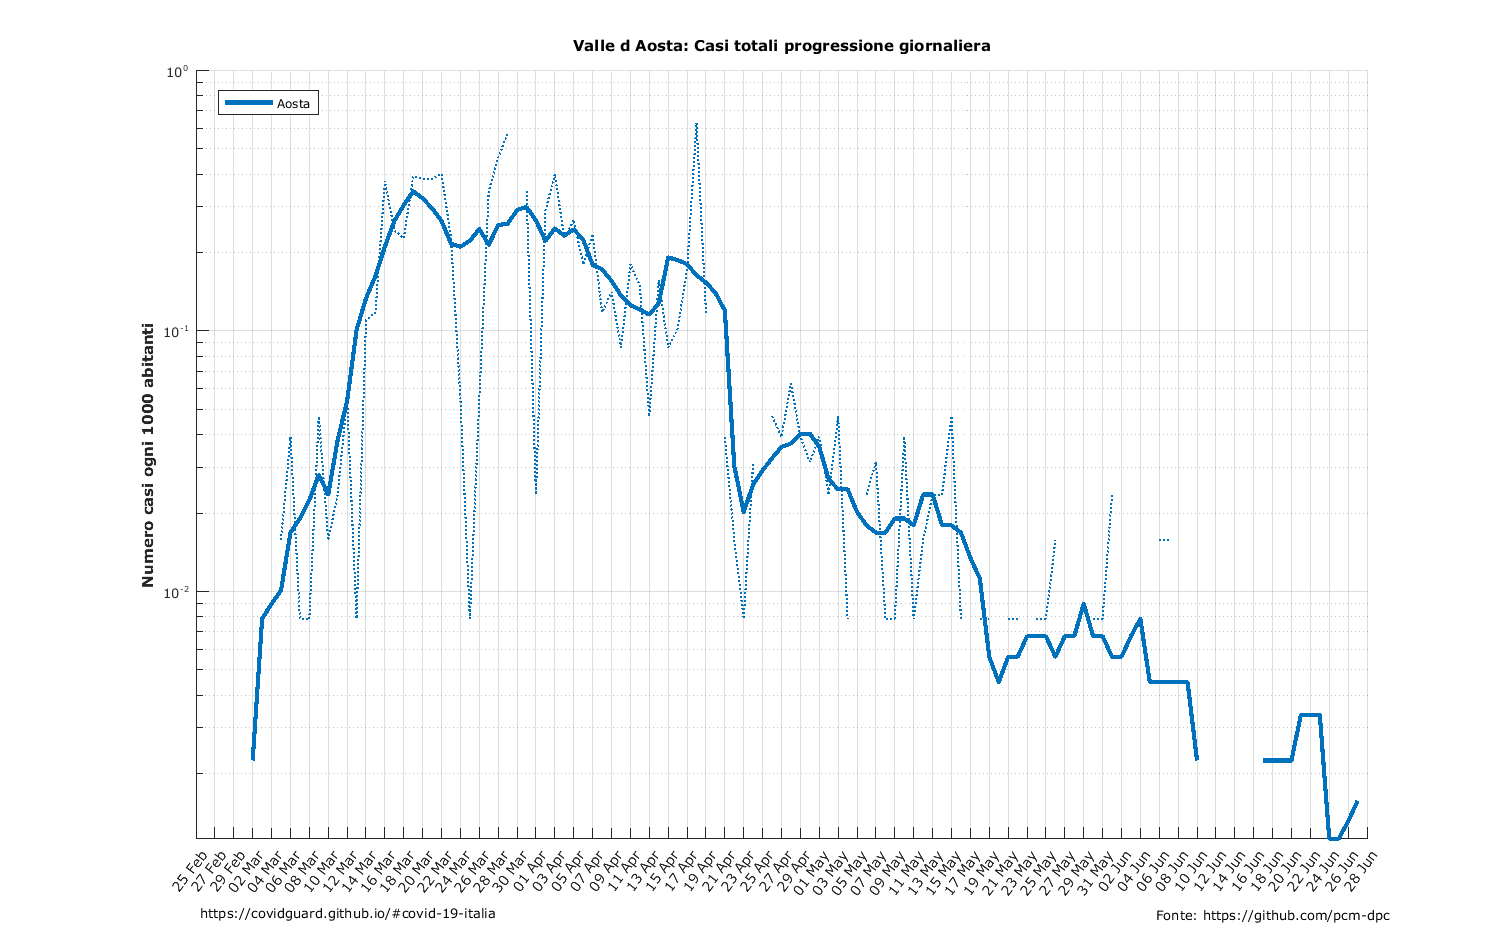 Valle d Aosta: Casi totali progressione giornaliera
10^0
Aosta
10^-1
10^-2
Numero casi ogni 1000 abitanti
25 Feb
27 Feb
29 Feb
02 Mar
04 Mar
06 Mar
08 Mar
10 Mar
12 Mar
14 Mar
16 Mar
18 Mar
20 Mar
22 Mar
24 Mar
26 Mar
28 Mar
30 Mar
01 Apr
03 Apr
05 Apr
07 Apr
09 Apr
11 Apr
13 Apr
15 Apr
17 Apr
19 Apr
21 Apr
23 Apr
25 Apr
27 Apr
29 Apr
01 May
03 May
05 May
07 May
09 May
11 May
13 May
15 May
17 May
19 May
21 May
23 May
25 May
27 May
29 May
31 May
02 Jun
04 Jun
06 Jun
08 Jun
10 Jun
12 Jun
14 Jun
16 Jun
18 Jun
20 Jun
22 Jun
24 Jun
26 Jun
28 Jun
https://covidguard.github.io/#covid-19-italia
Fonte: https://github.com/pcm-dpc